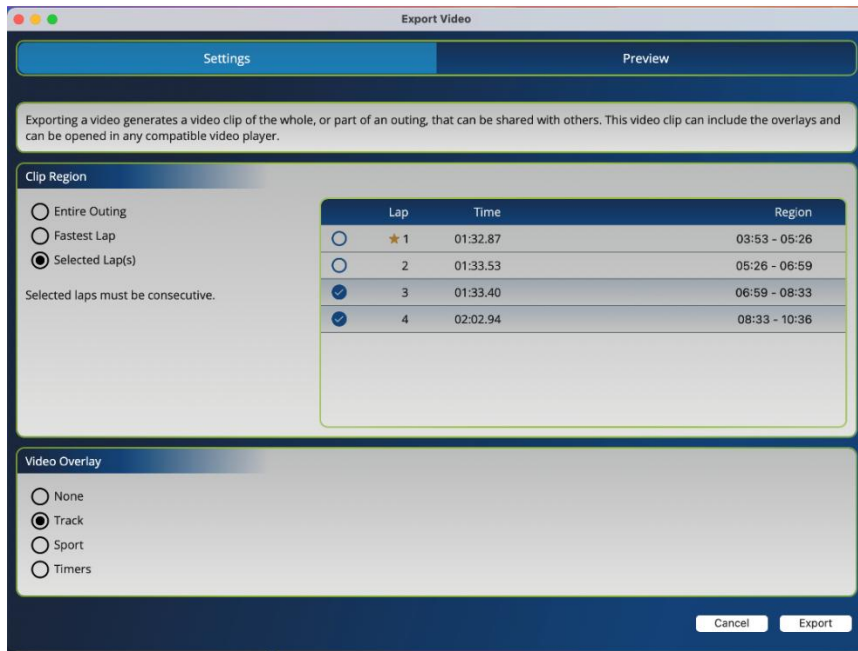 Export Video
Settings
Preview
Exporting a video generates a video clip of the whole, or part of an outing, that can be shared with others. This video clip can include the overlays and
can be opened in any compatible video player.
Clip Region
Entire Outing
Fastest Lap
Selected Lap(s)
Selected laps must be consecutive.
Lap Time Region
★ 1 01:32.87 03:53 - 05:26
2 01:33.53 05:26 - 06:59
3 01:33.40 06:59 - 08:33
4 02:02.94 08:33 - 10:36
Video Overlay
None
Track
Sport
Timers
Cancel Export